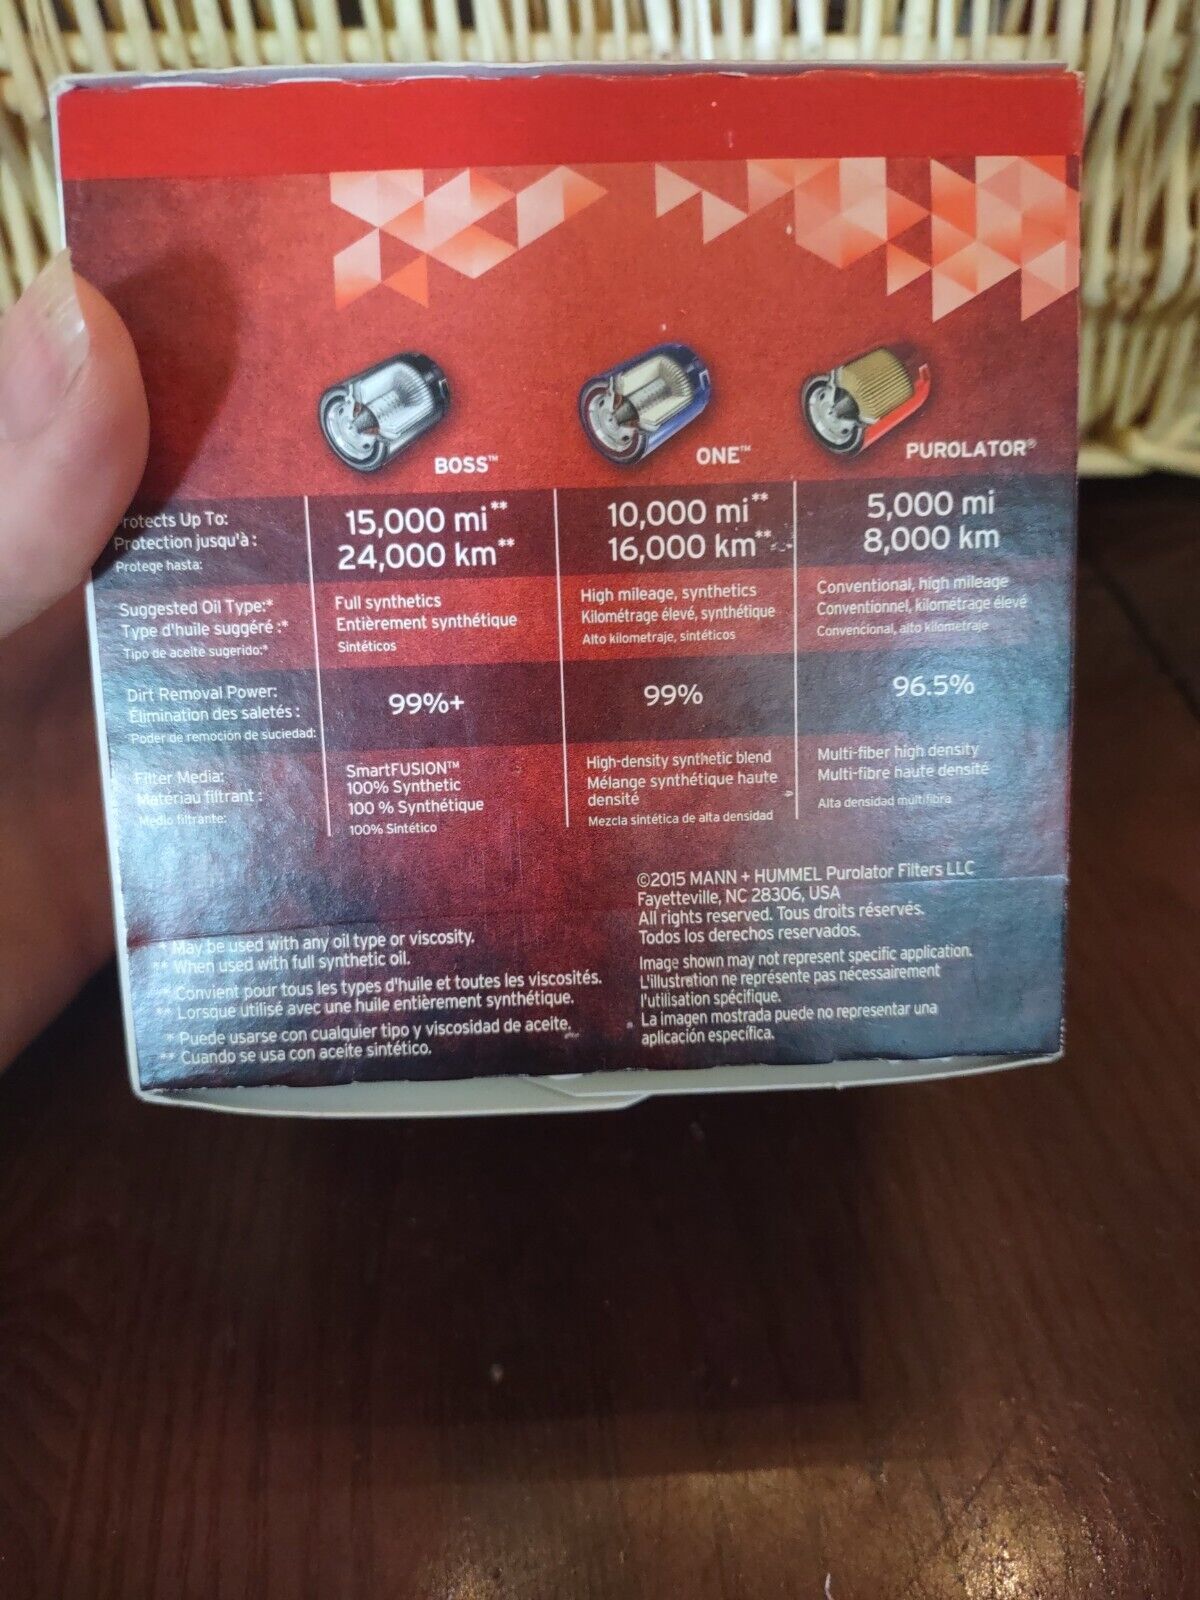 BOSS™
ONE™
PUROLATOR®
rotects Up To:
Protection jusqu'à :
Protege hasta:
15,000 mi**
24,000 km**
10,000 mi**
16,000 km**
5,000 mi
8,000 km
Suggested Oil Type:*
Type d'huile suggéré :*
Tipo de aceite sugerido:*
Full synthetics
Entièrement synthétique
Sintéticos
High mileage, synthetics
Kilométrage élevé, synthétique
Alto kilometraje, sintéticos
Conventional, high mileage
Conventionnel, kilométrage élevé
Convencional, alto kilometraje
Dirt Removal Power:
Élimination des saletés :
Poder de remoción de suciedad:
99%+
99%
96.5%
Filter Media:
Matériau filtrant :
Medio filtrante:
SmartFUSION™
100% Synthetic
100 % Synthétique
100% Sintético
High-density synthetic blend
Mélange synthétique haute
densité
Mezcla sintética de alta densidad
Multi-fiber high density
Multi-fibre haute densité
Alta densidad multifibra
©2015 MANN + HUMMEL Purolator Filters LLC
Fayetteville, NC 28306, USA
All rights reserved. Tous droits réservés.
Todos los derechos reservados.
Image shown may not represent specific application.
L'illustration ne représente pas nécessairement
l'utilisation spécifique.
La imagen mostrada puede no representar una
aplicación específica.
* May be used with any oil type or viscosity.
** When used with full synthetic oil.
* Convient pour tous les types d'huile et toutes les viscosités.
** Lorsque utilisé avec une huile entièrement synthétique.
* Puede usarse con cualquier tipo y viscosidad de aceite.
** Cuando se usa con aceite sintético.